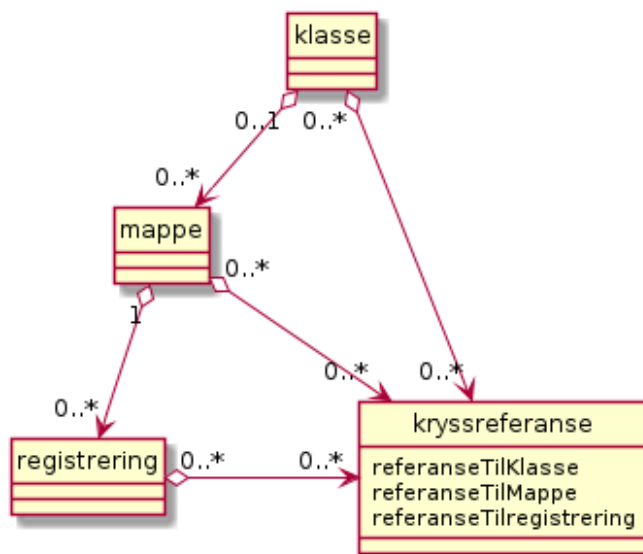 klasse
0..1
0..*
0..*
mappe
0..*
1
0..*
0..*
0..*
kryssreferanse
registrering
0..*
0..*
referanseTilKlasse
referanseTilMappe
referanseTilregistrering